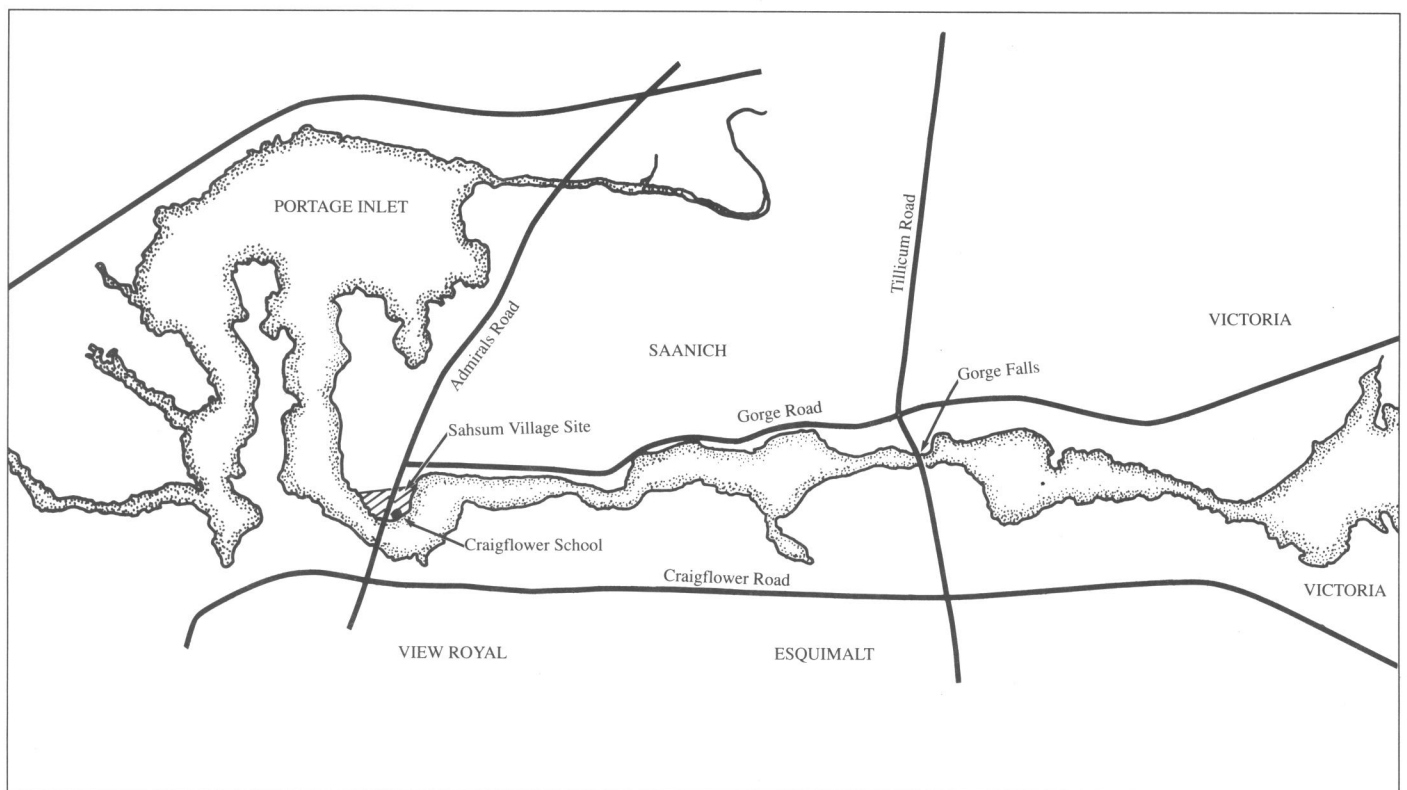 PORTAGE INLET
Tillicum Road
VICTORIA
Admirals Road
SAANICH
Gorge Falls
Gorge Road
Sahsum Village Site
Craigflower School
Craigflower Road
VICTORIA
VIEW ROYAL
ESQUIMALT